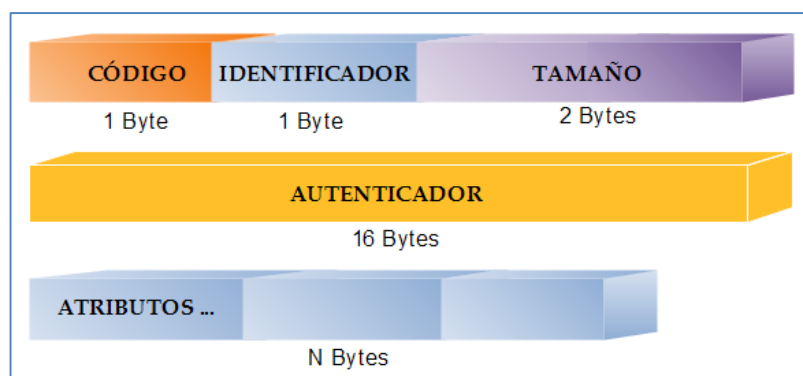 CÓDIGO IDENTIFICADOR TAMAÑO
1 Byte 1 Byte 2 Bytes
AUTENTICADOR
16 Bytes
ATRIBUTOS ...
N Bytes